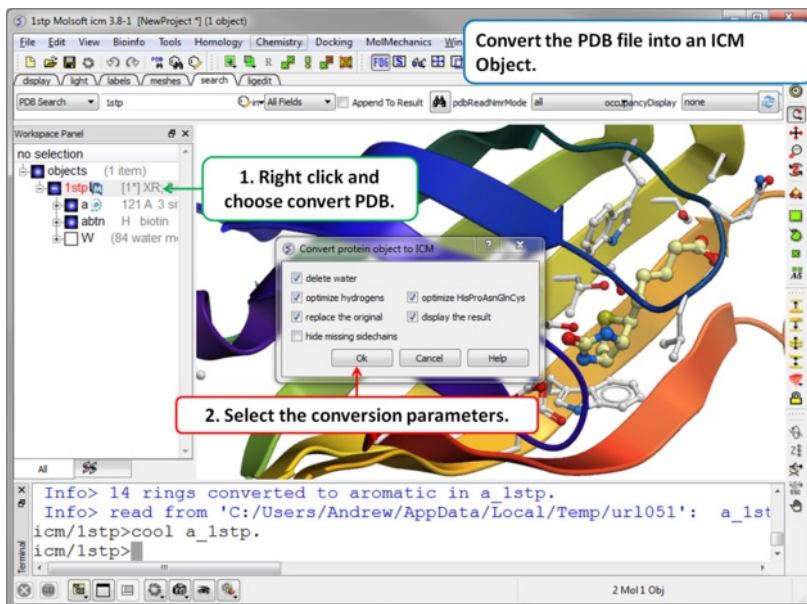 1stp Molsoft icm 3.8-1 [NewProject *] (1 object)
File Edit View Bioinfo Tools Homology Chemistry Docking MolMechanics
Convert the PDB file into an ICM
Object.
display light labels meshes search ligedit
PDB Search 1stp in All Fields Append To Result pdbReadNmrMode all occupancyDisplay none
Workspace Panel
no selection
objects (1 item)
1stp [1*] XR,
a 121 A 3
abtn H biotin
W (84 water
1. Right click and
choose convert PDB.
Convert protein object to ICM
delete water
optimize hydrogens optimize HisProAsnGlnCys
replace the original display the result
hide missing sidechains
Ok Cancel Help
2. Select the conversion parameters.
All
Info> 14 rings converted to aromatic in a_1stp.
Info> read from 'C:/Users/Andrew/AppData/Local/Temp/url051': a_1st
icm/1stp>cool a_1stp.
icm/1stp>
Terminal
2 Mol 1 Obj